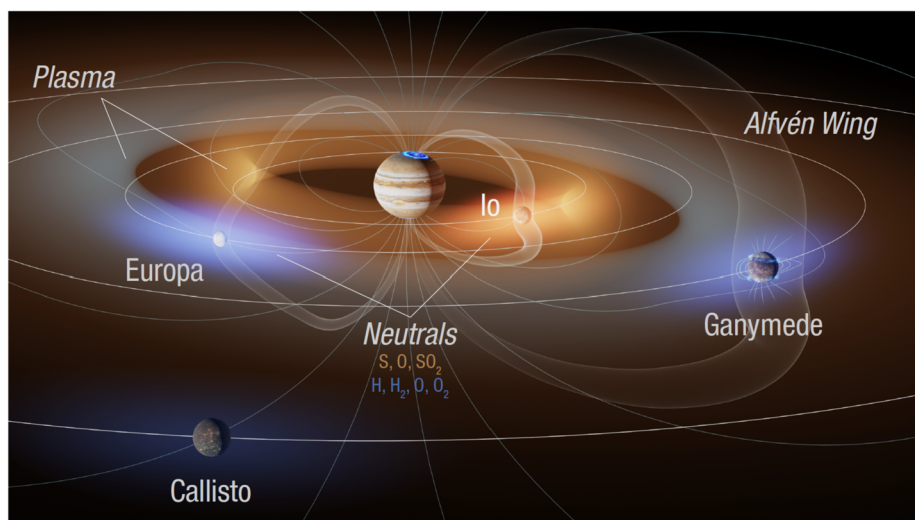 Plasma
Alfvén Wing
Io
Europa
Ganymede
Neutrals
S, O, SO₂
H, H₂, O, O₂
Callisto